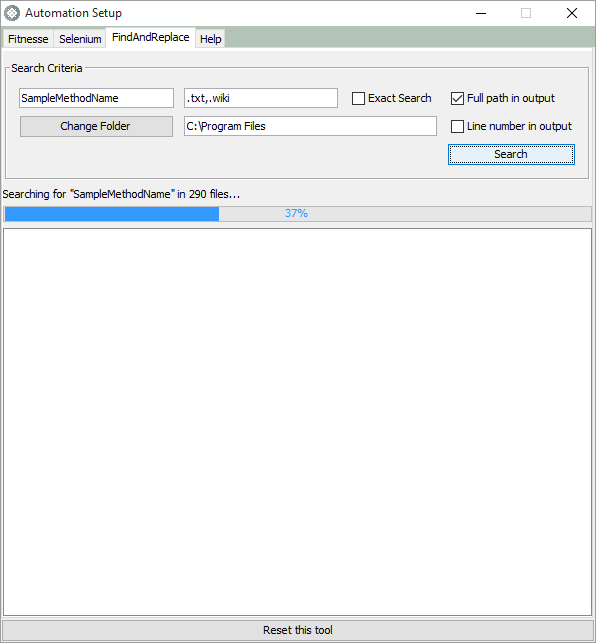 Automation Setup
Fitnesse Selenium FindAndReplace Help
Search Criteria
SampleMethodName .txt,.wiki Exact Search Full path in output
Change Folder C:\Program Files Line number in output
Search
Searching for "SampleMethodName" in 290 files...
37%
Reset this tool